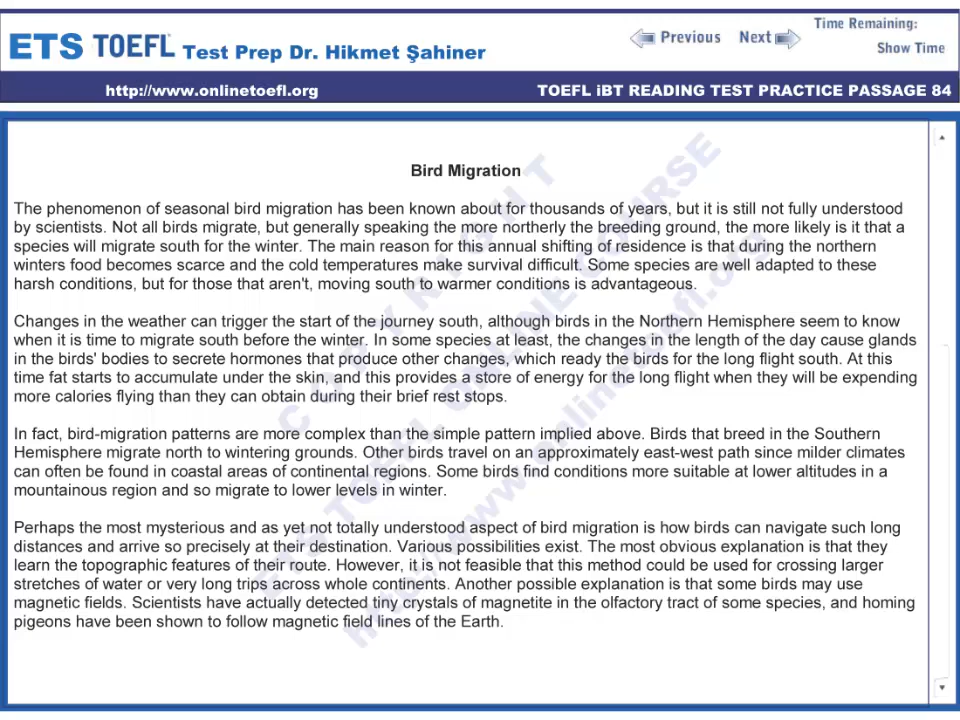 ETS TOEFL Test Prep Dr. Hikmet Şahiner
Previous Next
Time Remaining:
Show Time
http://www.onlinetoefl.org
TOEFL iBT READING TEST PRACTICE PASSAGE 84
Bird Migration
The phenomenon of seasonal bird migration has been known about for thousands of years, but it is still not fully understood
by scientists. Not all birds migrate, but generally speaking the more northerly the breeding ground, the more likely is it that a
species will migrate south for the winter. The main reason for this annual shifting of residence is that during the northern
winters food becomes scarce and the cold temperatures make survival difficult. Some species are well adapted to these
harsh conditions, but for those that aren't, moving south to warmer conditions is advantageous.
Changes in the weather can trigger the start of the journey south, although birds in the Northern Hemisphere seem to know
when it is time to migrate south before the winter. In some species at least, the changes in the length of the day cause glands
in the birds' bodies to secrete hormones that produce other changes, which ready the birds for the long flight south. At this
time fat starts to accumulate under the skin, and this provides a store of energy for the long flight when they will be expending
more calories flying than they can obtain during their brief rest stops.
In fact, bird-migration patterns are more complex than the simple pattern implied above. Birds that breed in the Southern
Hemisphere migrate north to wintering grounds. Other birds travel on an approximately east-west path since milder climates
can often be found in coastal areas of continental regions. Some birds find conditions more suitable at lower altitudes in a
mountainous region and so migrate to lower levels in winter.
Perhaps the most mysterious and as yet not totally understood aspect of bird migration is how birds can navigate such long
distances and arrive so precisely at their destination. Various possibilities exist. The most obvious explanation is that they
learn the topographic features of their route. However, it is not feasible that this method could be used for crossing larger
stretches of water or very long trips across whole continents. Another possible explanation is that some birds may use
magnetic fields. Scientists have actually detected tiny crystals of magnetite in the olfactory tract of some species, and homing
pigeons have been shown to follow magnetic field lines of the Earth.
COPYRIGHT
ETS TOEFL ONLINE COURSE
http://www.onlinetoefl.org